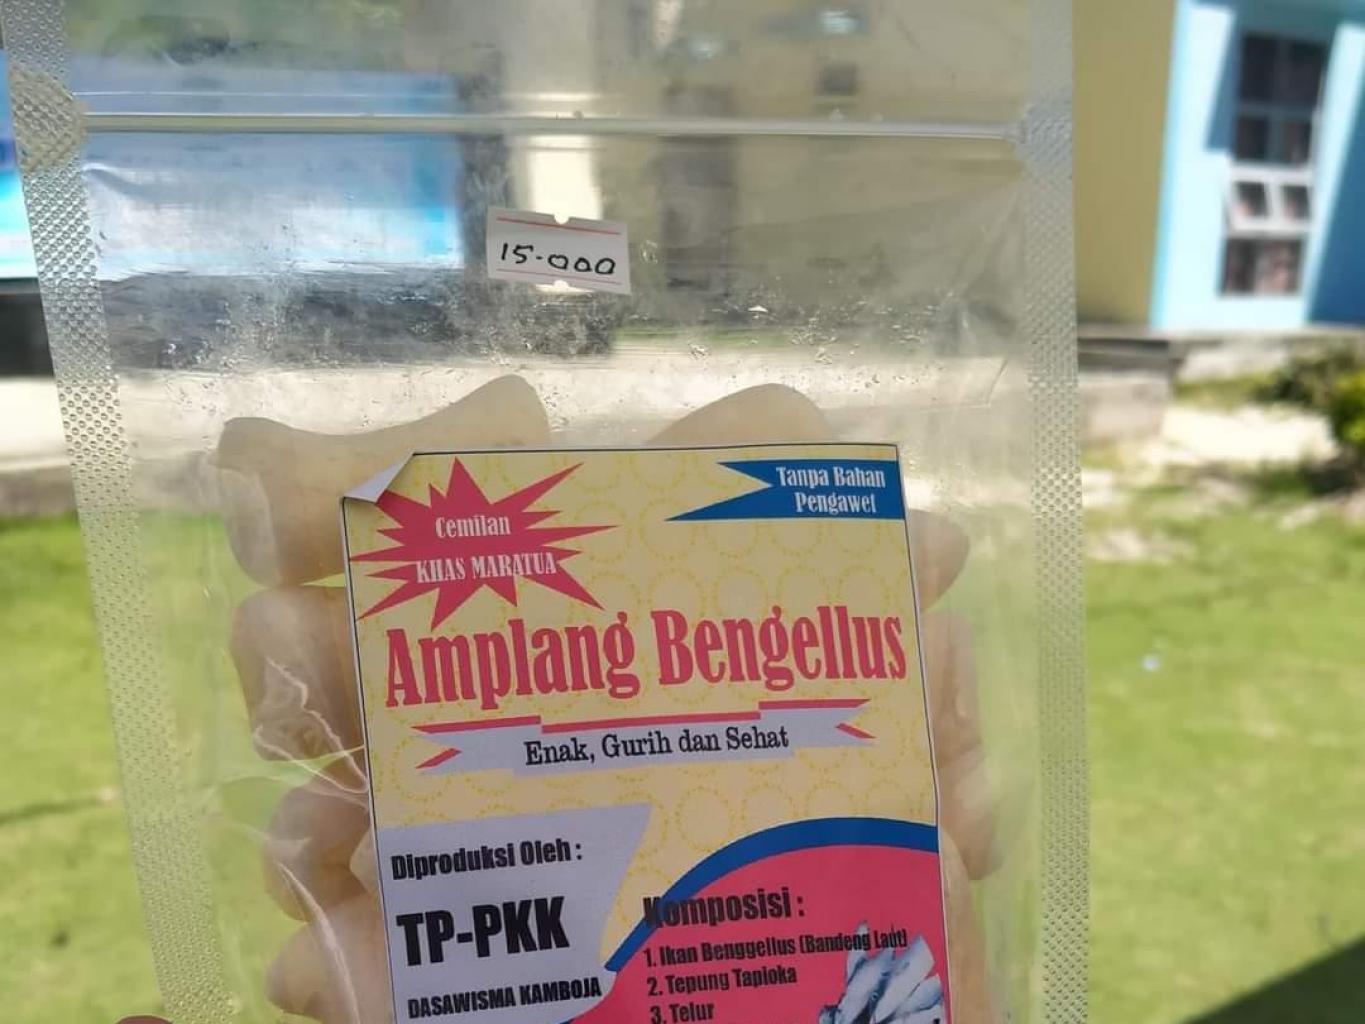 15.000
Tanpa Bahan
Pengawet
Cemilan
KHAS MARATUA
Amplang Bengellus
Enak, Gurih dan Sehat
Diproduksi Oleh :
TP-PKK
DASAWISMA KAMBOJA
Komposisi :
1. Ikan Benggellus (Bandeng Laut)
2. Tepung Tapioka
3. Telur